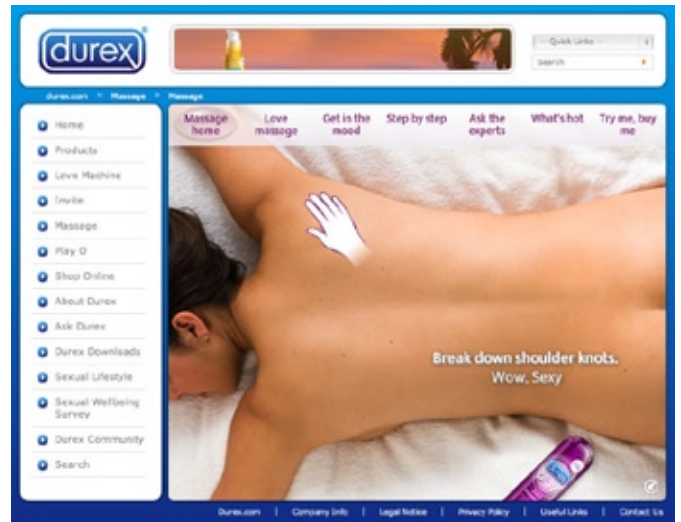 durex
Quick Links
Search
durex.com > Massage > Massage
Massage home
Love massage
Get in the mood
Step by step
Ask the experts
What's hot
Try me, buy me
Home
Products
Love Machine
Invite
Massage
Play O
Shop Online
About Durex
Ask Durex
Durex Downloads
Sexual Lifestyle
Sexual Wellbeing
Survey
Durex Community
Search
Break down shoulder knots.
Wow, Sexy
durex
Durex.com | Company Info | Legal Notice | Privacy Policy | Useful Links | Contact Us